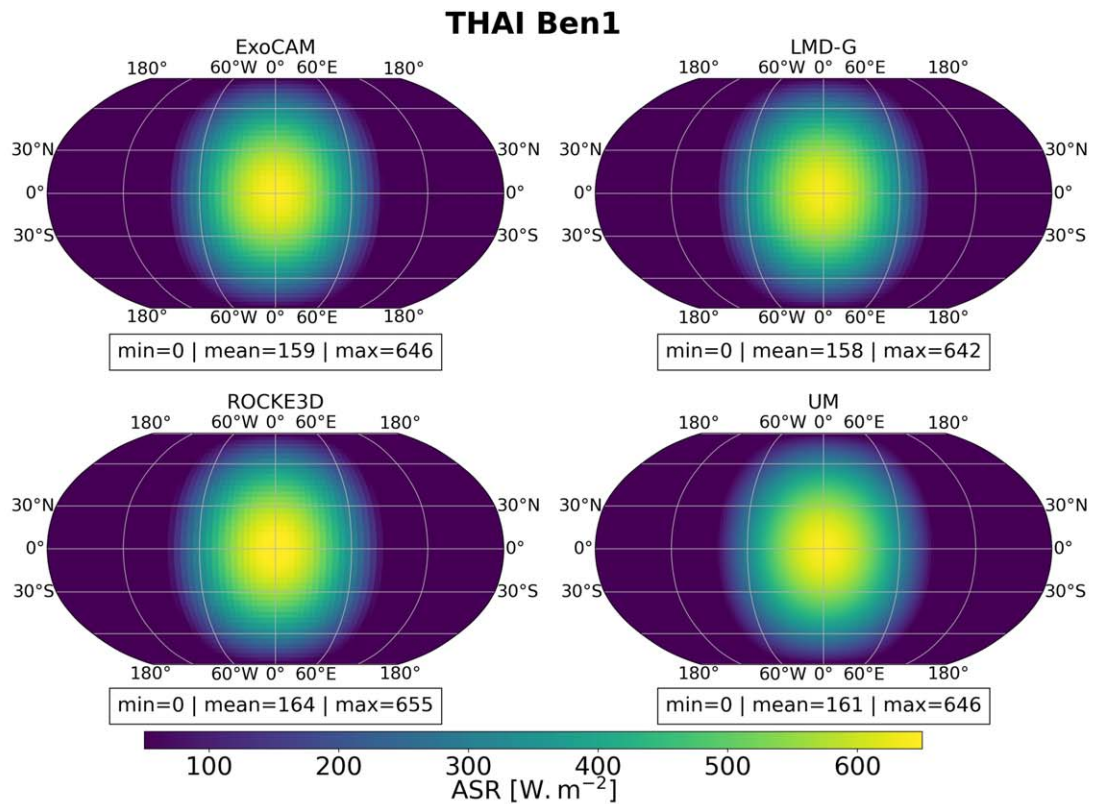 THAI Ben1
ExoCAM
LMD-G
180° 60°W 0° 60°E 180°
180° 60°W 0° 60°E 180°
30°N 30°N
30°N 30°N
0° 0°
0° 0°
30°S 30°S
30°S 30°S
180° 60°W 0° 60°E 180°
180° 60°W 0° 60°E 180°
min=0 | mean=159 | max=646
min=0 | mean=158 | max=642
ROCKE3D
UM
180° 60°W 0° 60°E 180°
180° 60°W 0° 60°E 180°
30°N 30°N
30°N 30°N
0° 0°
0° 0°
30°S 30°S
30°S 30°S
180° 60°W 0° 60°E 180°
180° 60°W 0° 60°E 180°
min=0 | mean=164 | max=655
min=0 | mean=161 | max=646
100 200 300 400 500 600
ASR [W. m⁻²]